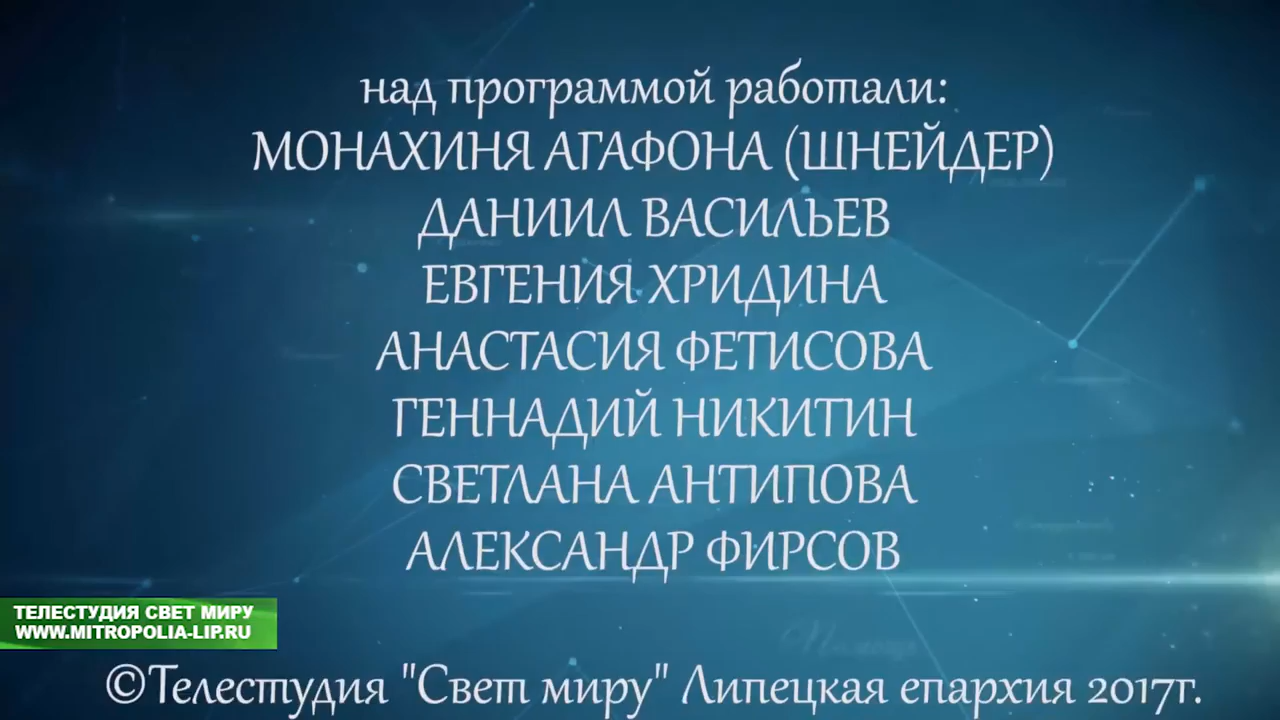 над программой работали:
МОНАХИНЯ АГАФОНА (ШНЕЙДЕР)
ДАНИИЛ ВАСИЛЬЕВ
ЕВГЕНИЯ ХРИДИНА
АНАСТАСИЯ ФЕТИСОВА
ГЕННАДИЙ НИКИТИН
СВЕТЛАНА АНТИПОВА
АЛЕКСАНДР ФИРСОВ
ТЕЛЕСТУДИЯ СВЕТ МИРУ
WWW.MITROPOLIA-LIP.RU
©Телестудия "Свет миру" Липецкая епархия 2017г.